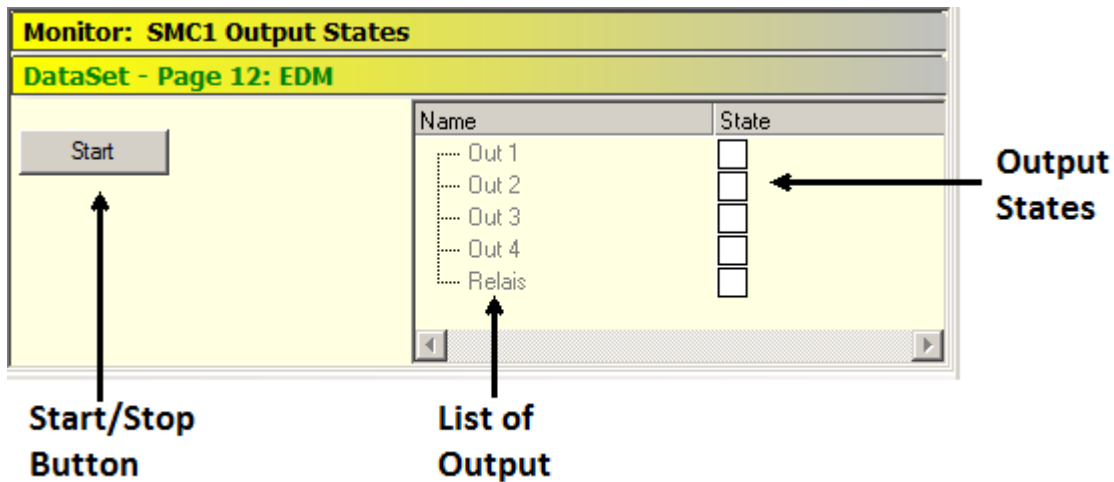 Monitor: SMC1 Output States
DataSet - Page 12: EDM
Start
Name State
Out 1
Out 2
Out 3
Out 4
Relais
Output
States
Start/Stop
Button
List of
Output